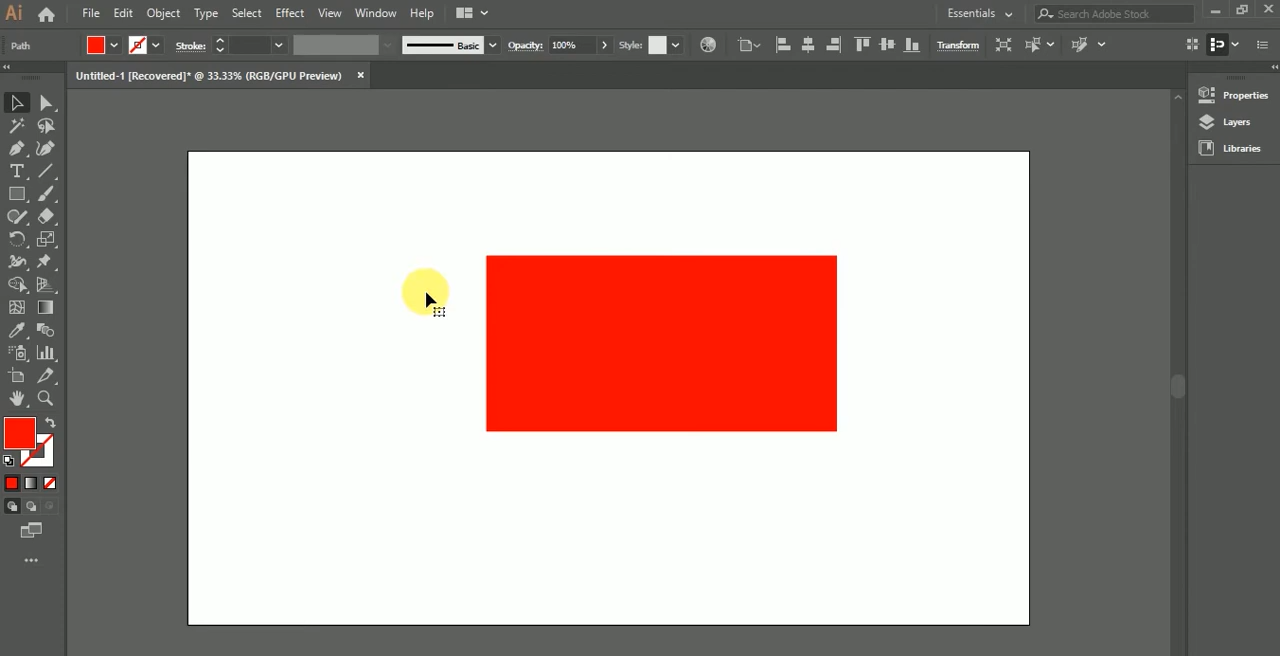 Ai File Edit Object Type Select Effect View Window Help Essentials Search Adobe Stock
Path Stroke: Basic Opacity: 100% Style: Transform
Untitled-1 [Recovered]* @ 33.33% (RGB/GPU Preview)
Properties
Layers
Libraries